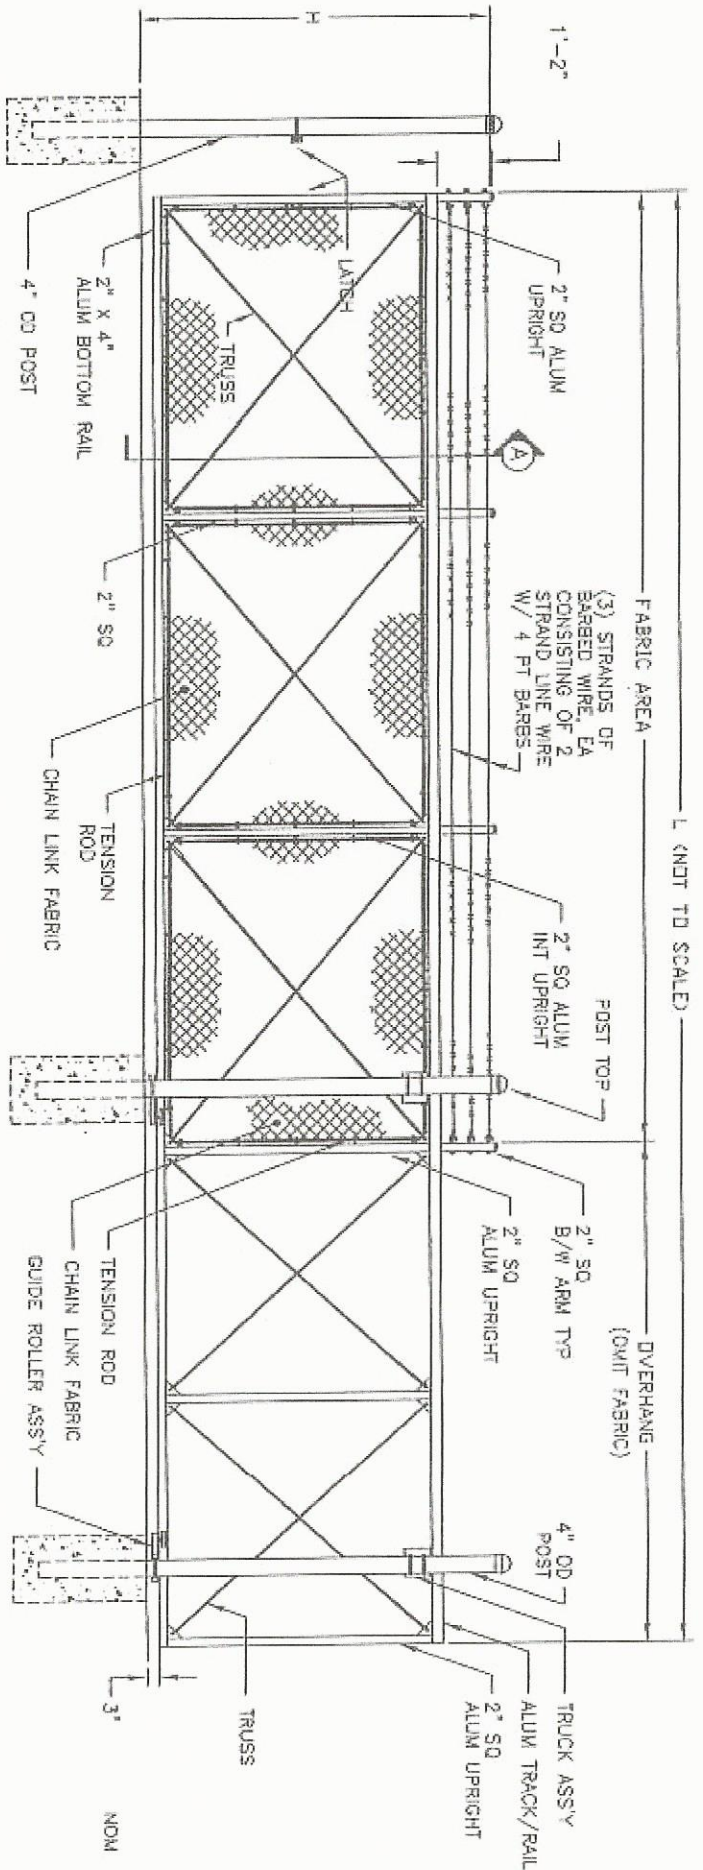 L (NOT TO SCALE)
FABRIC AREA
OVERHANG
(OMIT FABRIC)
1'-2"
H
2" SQ ALUM
UPRIGHT
(3) STRANDS OF
BARBED WIRE, EA
CONSISTING OF 2
STRAND LINE WIRE
W/ 4 PT BARBS
A
POST TOP
2" SQ ALUM
INT UPRIGHT
2" SQ
B/W ARM TYP
2" SQ
ALUM UPRIGHT
4" OD
POST
TRUCK ASS'Y
ALUM TRACK/RAIL
2" SQ
ALUM UPRIGHT
LATCH
TRUSS
2" X 4"
ALUM BOTTOM RAIL
4" OD POST
2" SQ
TENSION
ROD
CHAIN LINK FABRIC
TENSION ROD
CHAIN LINK FABRIC
GUIDE ROLLER ASS'Y
TRUSS
3"
NOM